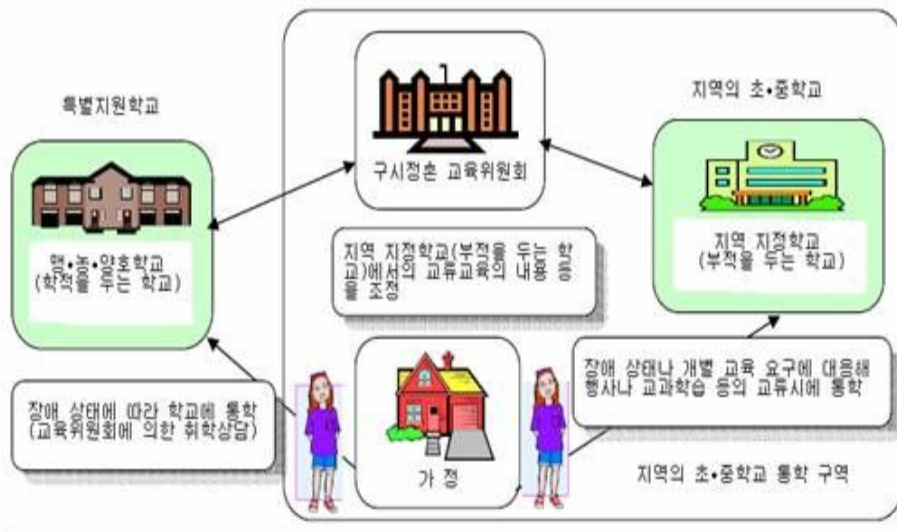 특별지원학교
맹•농•양호학교
(학적을 두는 학교)
장애 상태에 따라 학교에 통학
(교육위원회에 의한 취학상담)
구시정촌 교육위원회
지역 지정학교(부적을 두는 학
교)에서의 교류교육의 내용 등
을 조정
가 정
지역의 초•중학교
지역 지정학교
(부적을 두는 학교)
장애 상태나 개별 교육 요구에 대응해
행사나 교과학습 등의 교류시에 통학
지역의 초•중학교 통학 구역